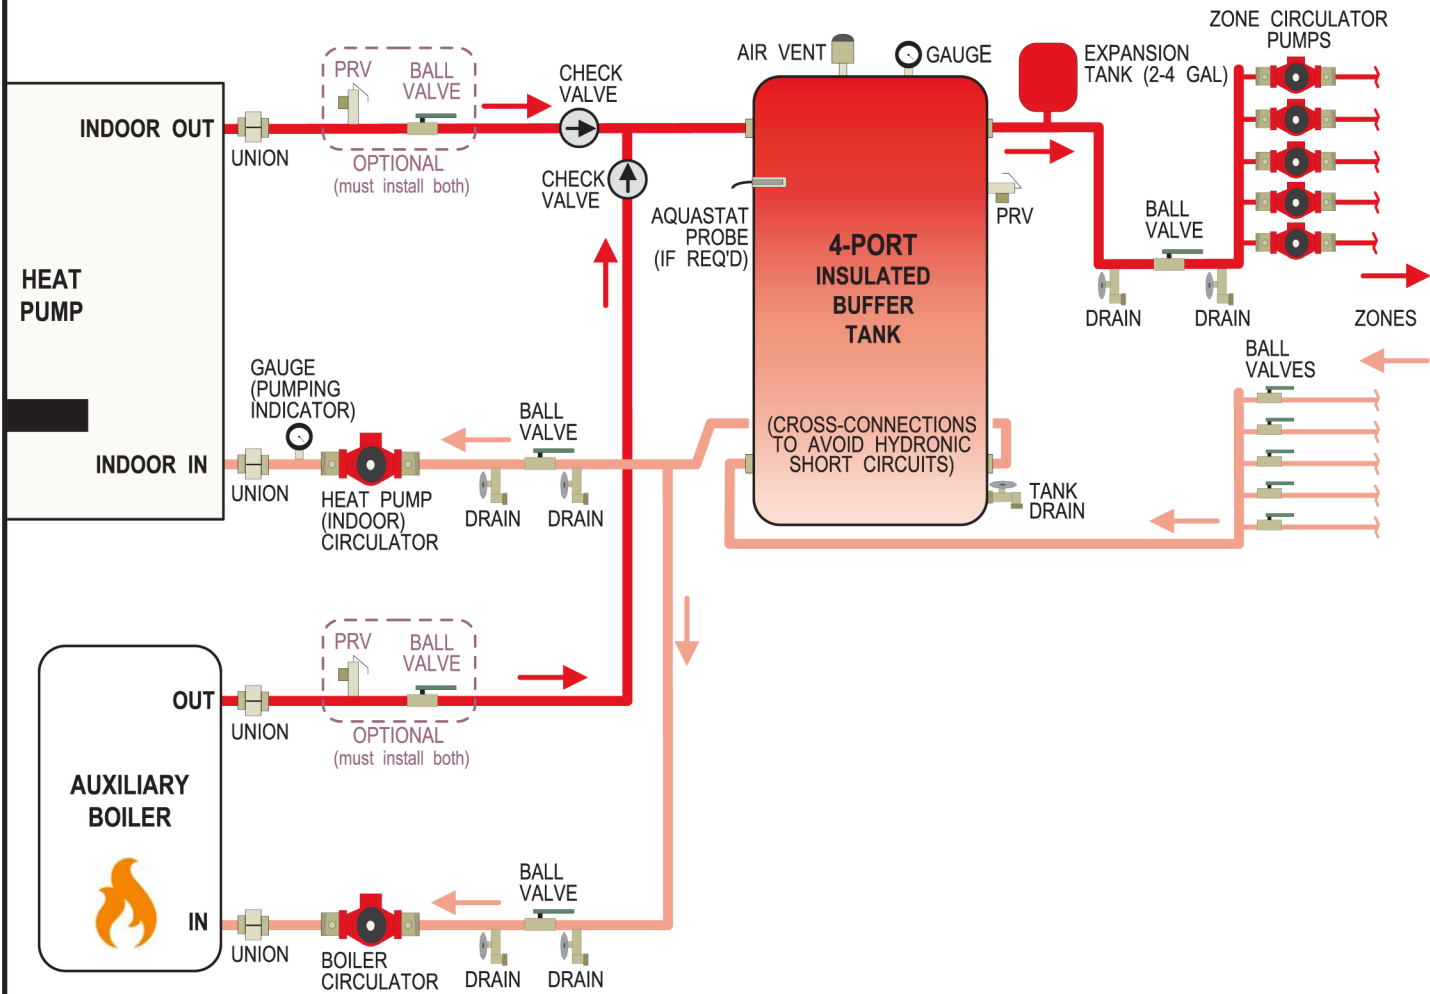 ZONE CIRCULATOR
PUMPS
AIR VENT
GAUGE
EXPANSION
TANK (2-4 GAL)
PRV
BALL
VALVE
CHECK
VALVE
INDOOR OUT
UNION
OPTIONAL
(must install both)
CHECK
VALVE
AQUASTAT
PROBE
(IF REQ'D)
PRV
BALL
VALVE
4-PORT
INSULATED
BUFFER
TANK
HEAT
PUMP
DRAIN
DRAIN
ZONES
BALL
VALVES
GAUGE
(PUMPING
INDICATOR)
BALL
VALVE
(CROSS-CONNECTIONS
TO AVOID HYDRONIC
SHORT CIRCUITS)
INDOOR IN
UNION
HEAT PUMP
(INDOOR)
CIRCULATOR
DRAIN
DRAIN
TANK
DRAIN
PRV
BALL
VALVE
OUT
UNION
OPTIONAL
(must install both)
AUXILIARY
BOILER
BALL
VALVE
IN
UNION
BOILER
CIRCULATOR
DRAIN
DRAIN